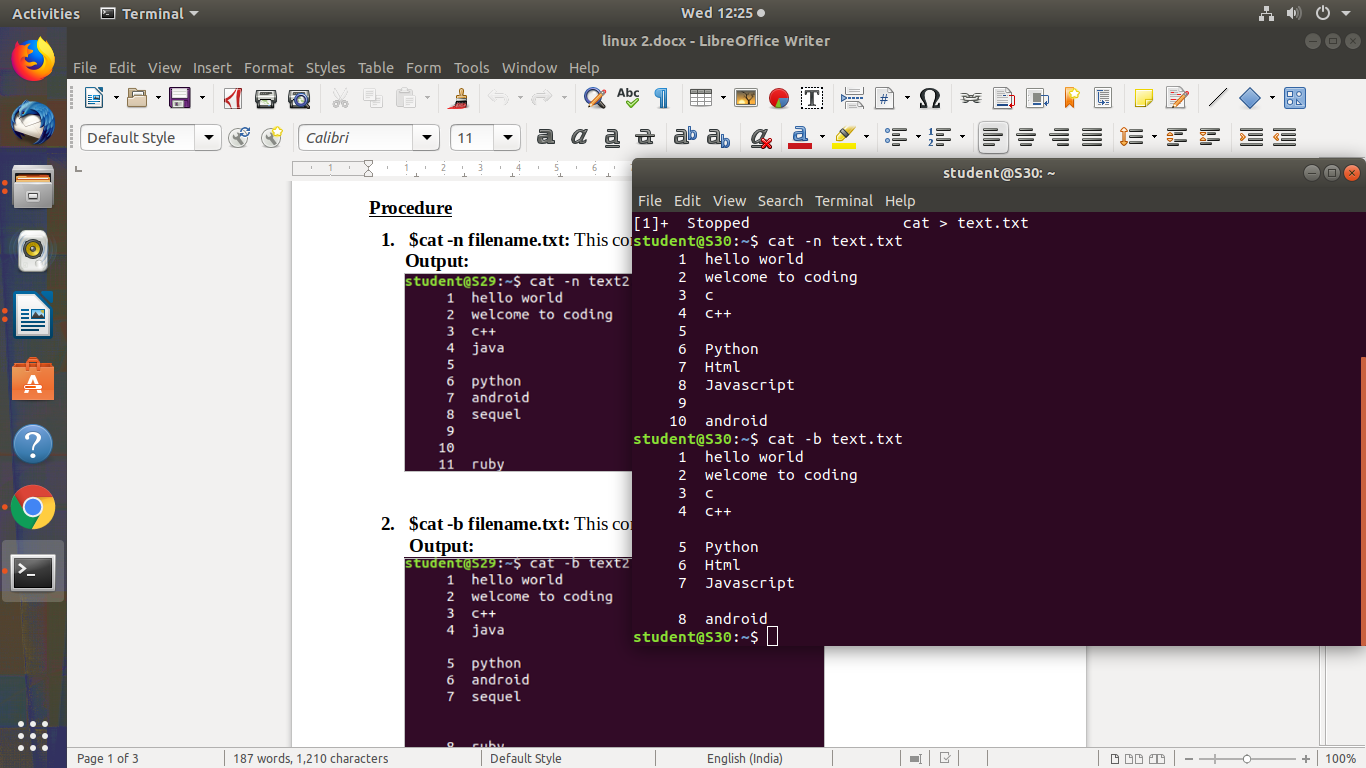 Activities Terminal Wed 12:25
linux 2.docx - LibreOffice Writer
File Edit View Insert Format Styles Table Form Tools Window Help
Default Style Calibri 11
Procedure
1. $cat -n filename.txt: This
Output:
student@S29:~$ cat -n text2
1 hello world
2 welcome to coding
3 c++
4 java
5
6 python
7 android
8 sequel
9
10
11 ruby
2. $cat -b filename.txt: This
Output:
student@S29:~$ cat -b text2
1 hello world
2 welcome to coding
3 c++
4 java
5 python
6 android
7 sequel
8 ruby
student@S30: ~
File Edit View Search Terminal Help
[1]+ Stopped cat > text.txt
student@S30:~$ cat -n text.txt
1 hello world
2 welcome to coding
3 c
4 c++
5
6 Python
7 Html
8 Javascript
9
10 android
student@S30:~$ cat -b text.txt
1 hello world
2 welcome to coding
3 c
4 c++
5 Python
6 Html
7 Javascript
8 android
student@S30:~$
Page 1 of 3 187 words, 1,210 characters Default Style English (India) 100%